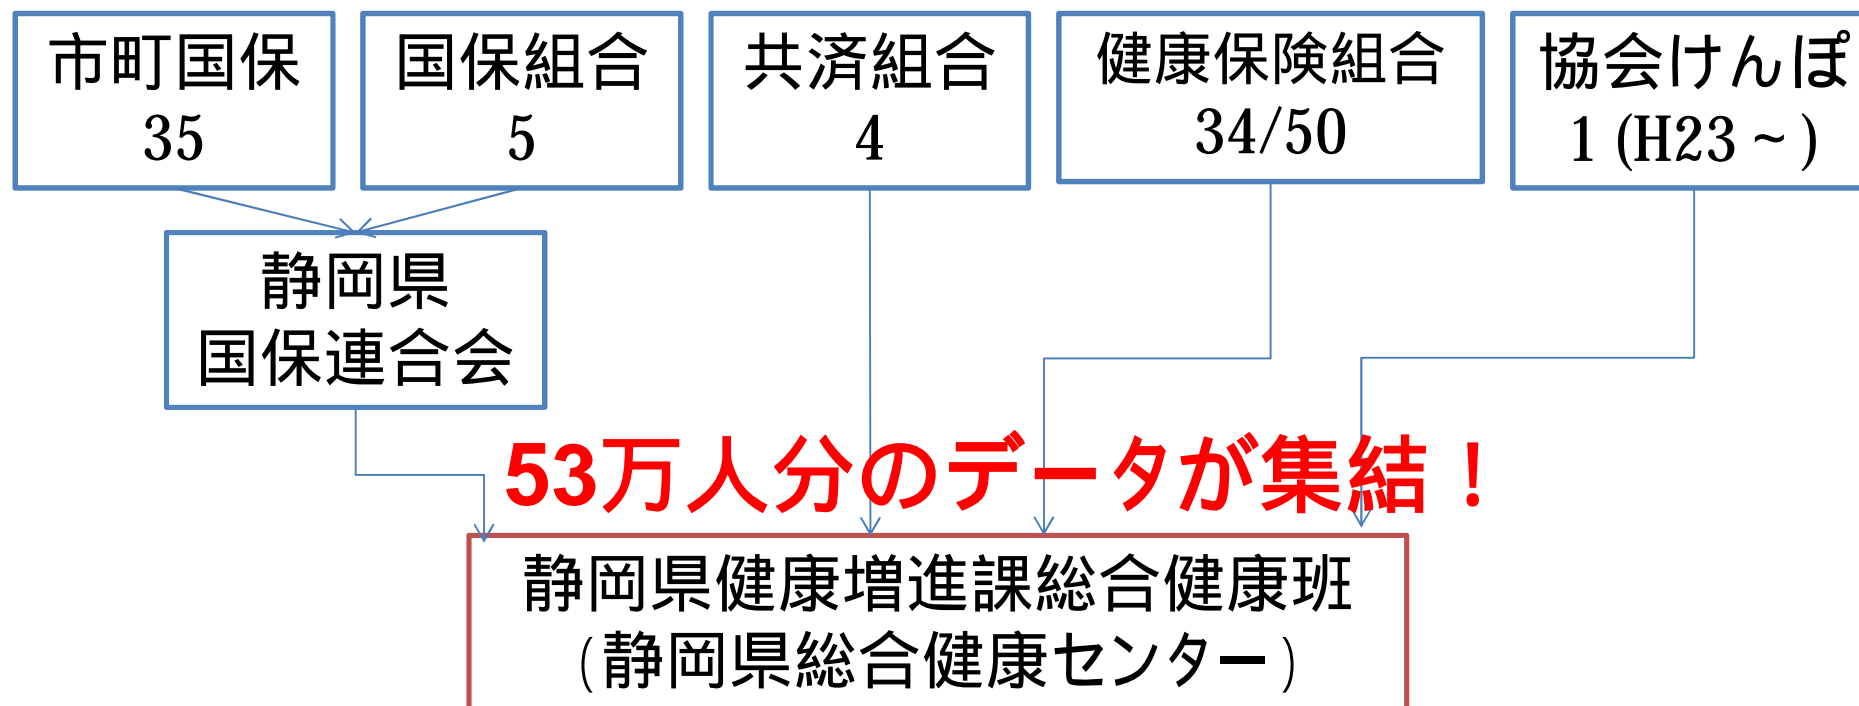 市町国保
35
国保組合
5
共済組合
4
健康保険組合
34/50
協会けんぽ
1 (H23～)
静岡県
国保連合会
53万人分のデータが集結！
静岡県健康増進課総合健康班
(静岡県総合健康センター)